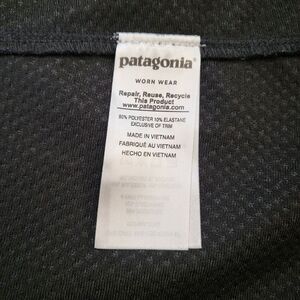 patagonia®
WORN WEAR
Repair, Reuse, Recycle
This Product
www.patagonia.com
90% POLYESTER 10% ELASTANE
EXCLUSIVE OF TRIM
MADE IN VIETNAM
FABRIQUÉ AU VIETNAM
HECHO EN VIETNAM